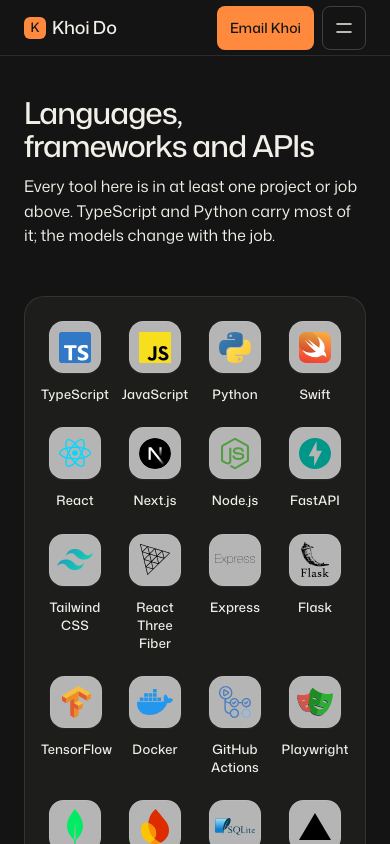 K Khoi Do
Email Khoi
Languages,
frameworks and APIs
Every tool here is in at least one project or job
above. TypeScript and Python carry most of
it; the models change with the job.
TS
JS
TypeScript JavaScript Python Swift
N
JS
React Next.js Node.js FastAPI
Express
Flask
Tailwind
CSS
React
Three
Fiber
Express
Flask
TensorFlow Docker
GitHub
Actions
Playwright
SQLite